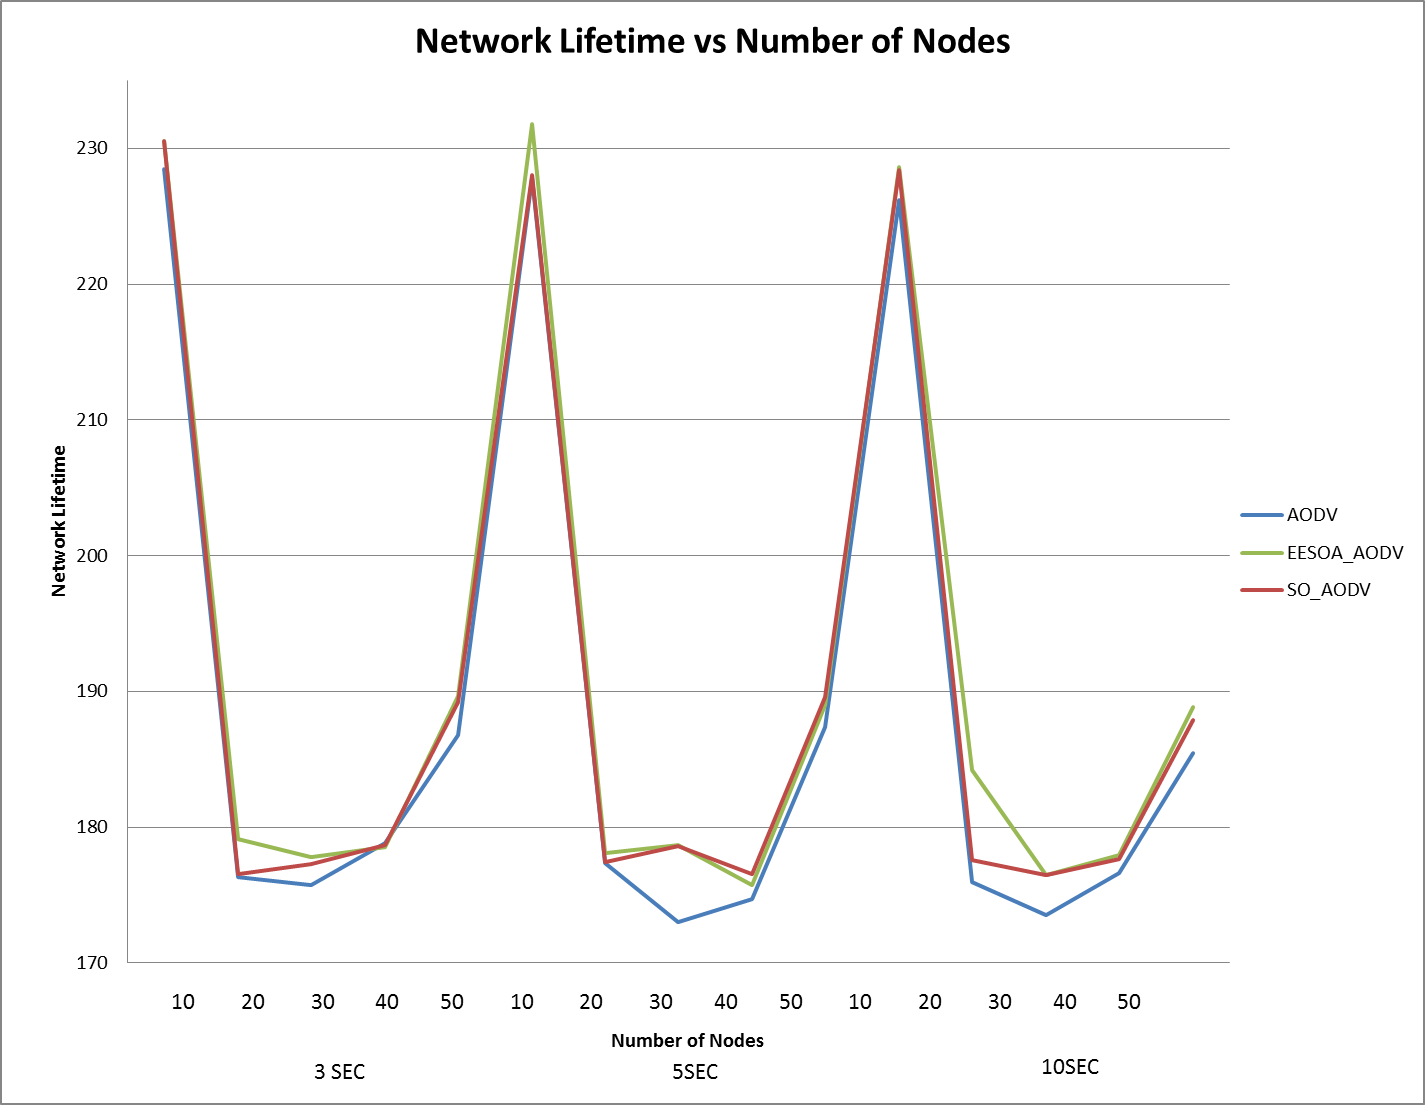 Network Lifetime vs Number of Nodes
230
220
210
200
190
180
170
Network Lifetime
AODV
EESOA_AODV
SO_AODV
10 20 30 40 50 10 20 30 40 50 10 20 30 40 50
Number of Nodes
3 SEC 5SEC 10SEC